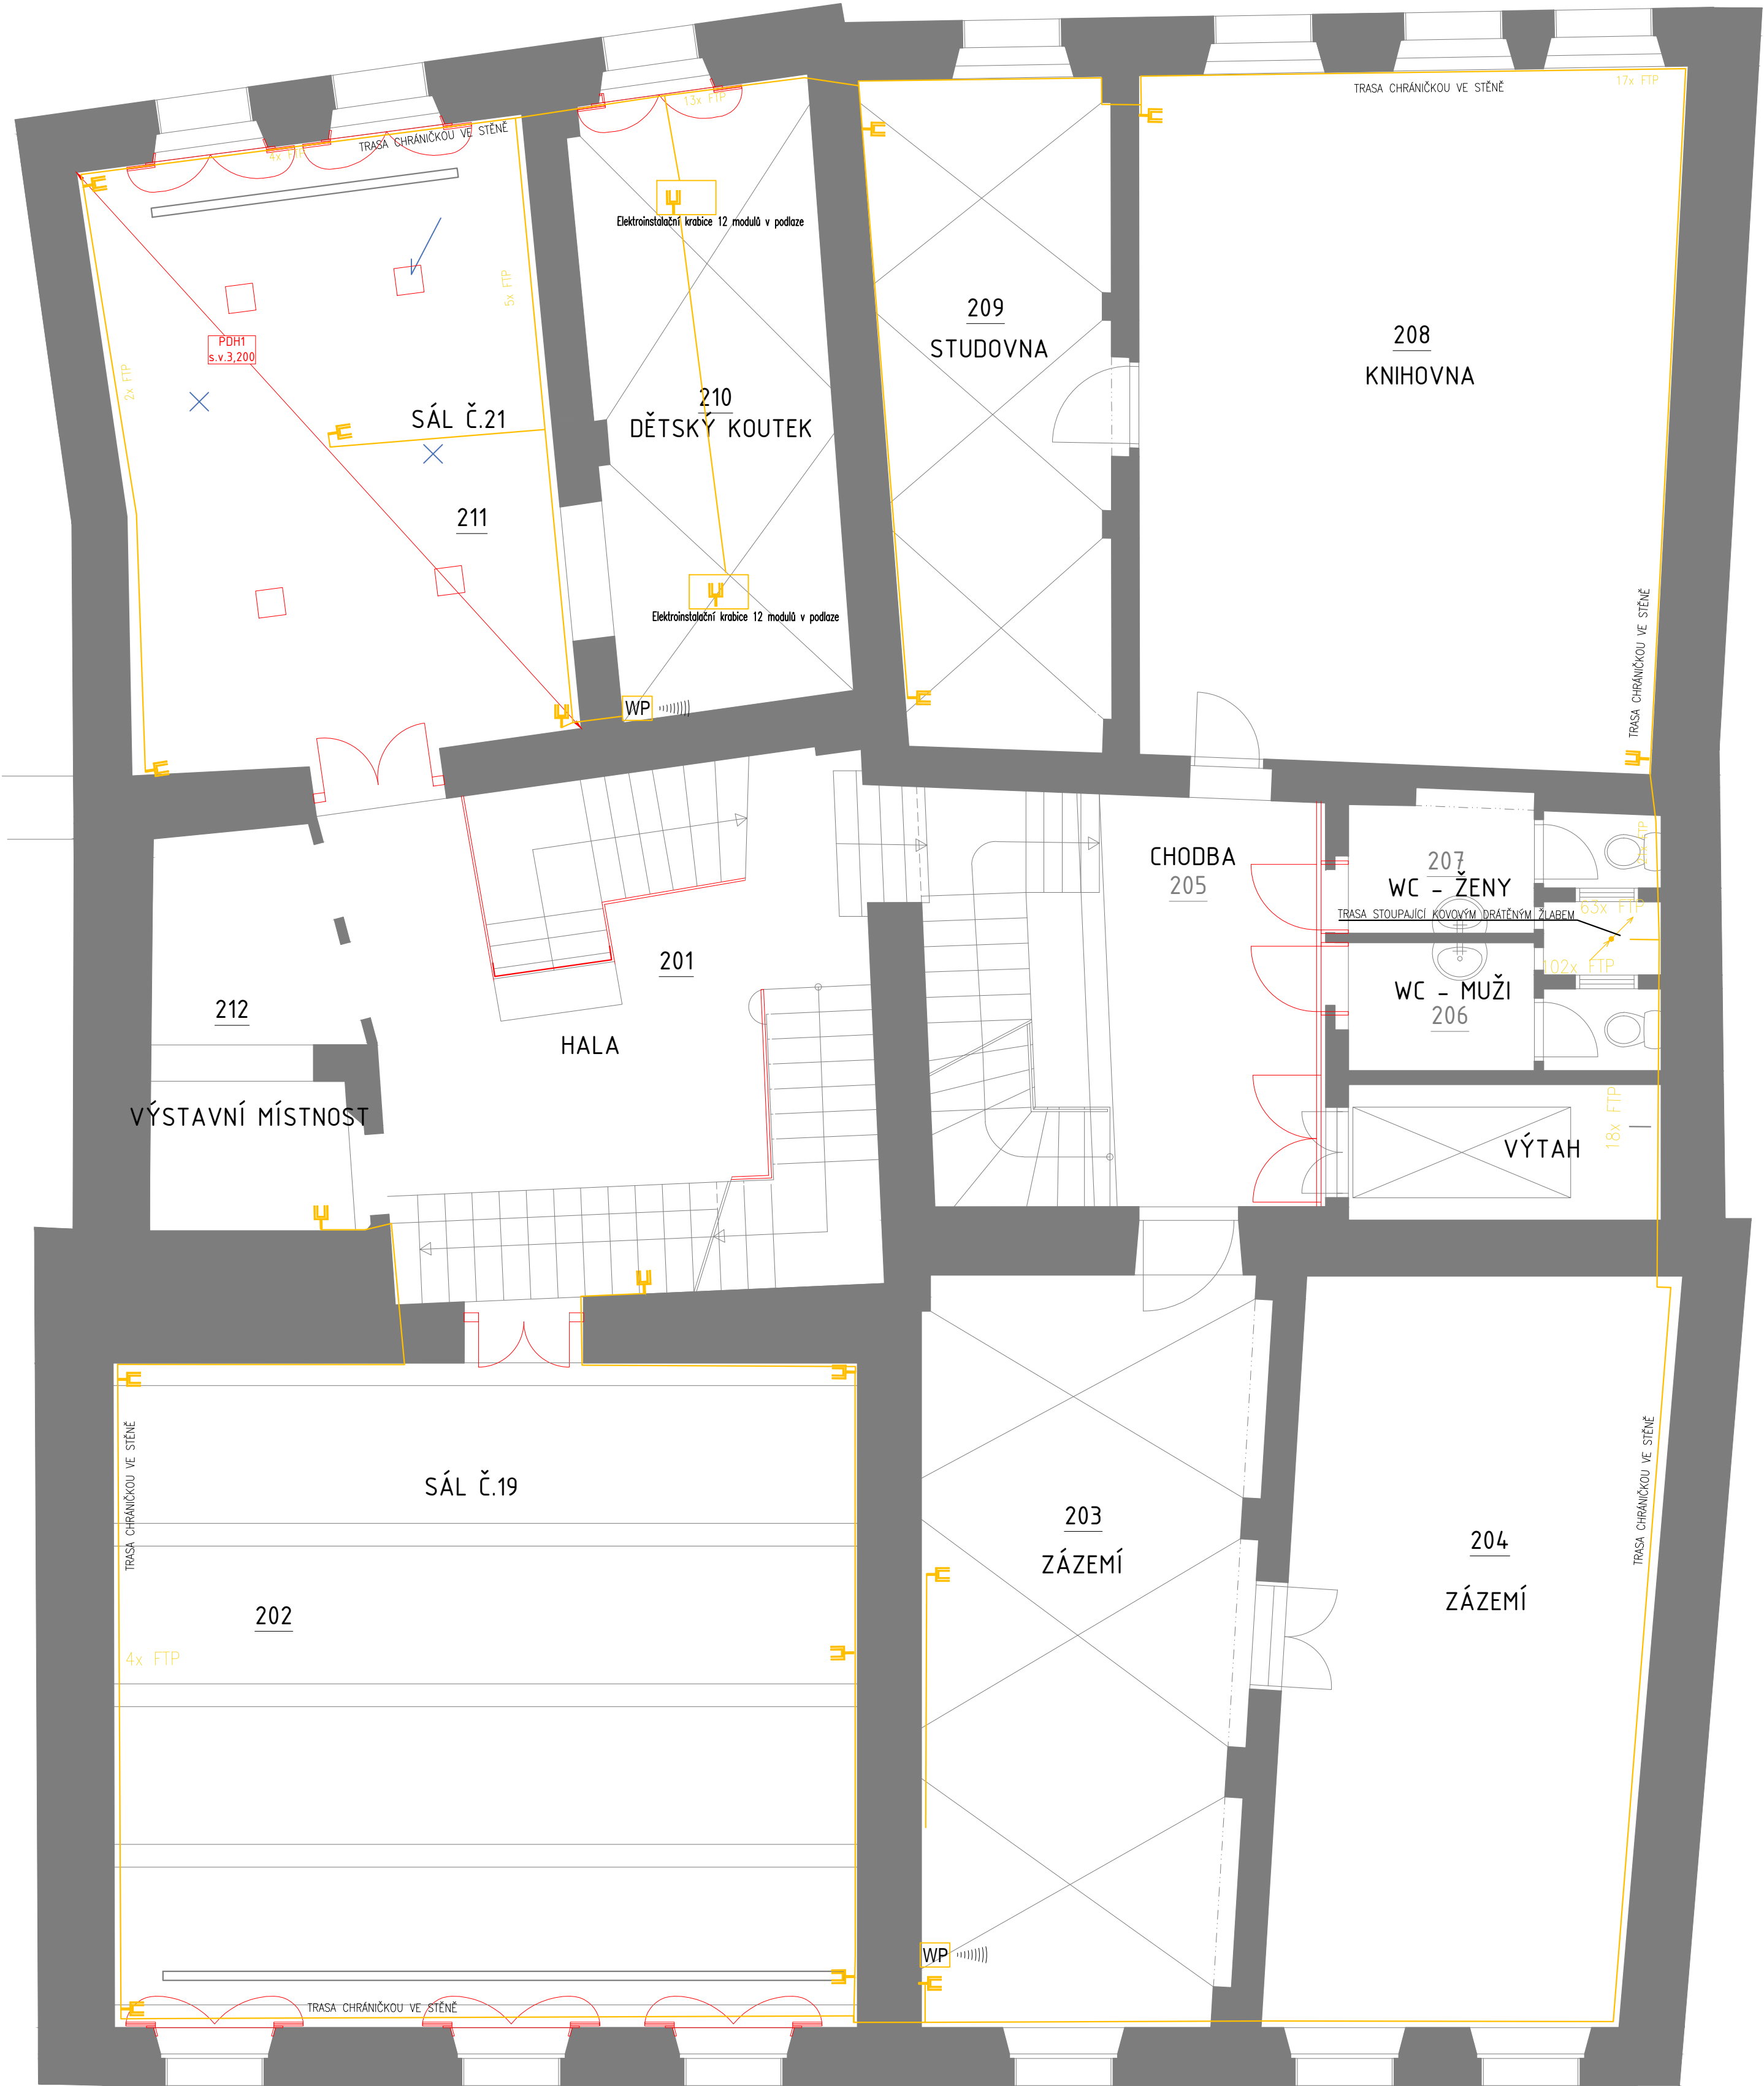 TRASA CHRÁNIČKOU VE STĚNĚ
17x FTP
13x FTP
TRASA CHRÁNIČKOU VE STĚNĚ
4x FTP
Elektroinstalační krabice 12 modulů v podlaze
5x FTP
209
STUDOVNA
208
KNIHOVNA
PDH1
s.v.3,200
2x FTP
SÁL Č.21
210
DĚTSKÝ KOUTEK
211
Elektroinstalační krabice 12 modulů v podlaze
TRASA CHRÁNIČKOU VE STĚNĚ
WP
CHODBA
205
207
WC - ŽENY
TRASA STOUPAJÍCÍ KOVOVÝM DRÁTĚNÝM ŽLABEM
63x FTP
102x FTP
201
WC - MUŽI
206
212
HALA
VÝSTAVNÍ MÍSTNOST
18x FTP
VÝTAH
TRASA CHRÁNIČKOU VE STĚNĚ
SÁL Č.19
203
ZÁZEMÍ
204
ZÁZEMÍ
TRASA CHRÁNIČKOU VE STĚNĚ
202
4x FTP
WP
TRASA CHRÁNIČKOU VE STĚNĚ